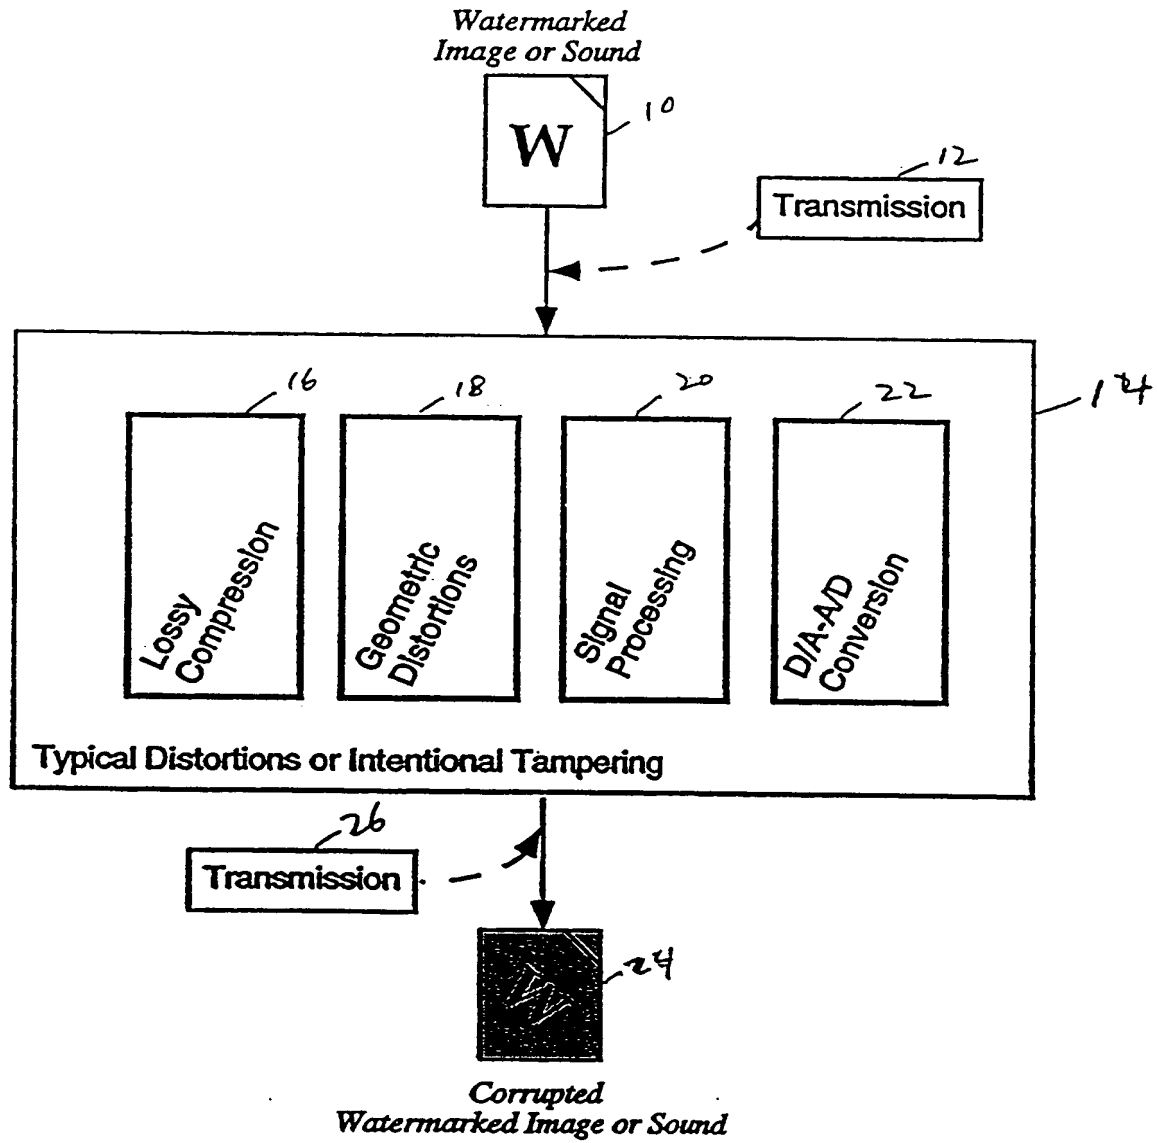 Watermarked
Image or Sound
W
10
12
Transmission
16
18
20
22
14
Lossy
Compression
Geometric
Distortions
Signal
Processing
D/A-A/D
Conversion
Typical Distortions or Intentional Tampering
26
Transmission
W
24
Corrupted
Watermarked Image or Sound